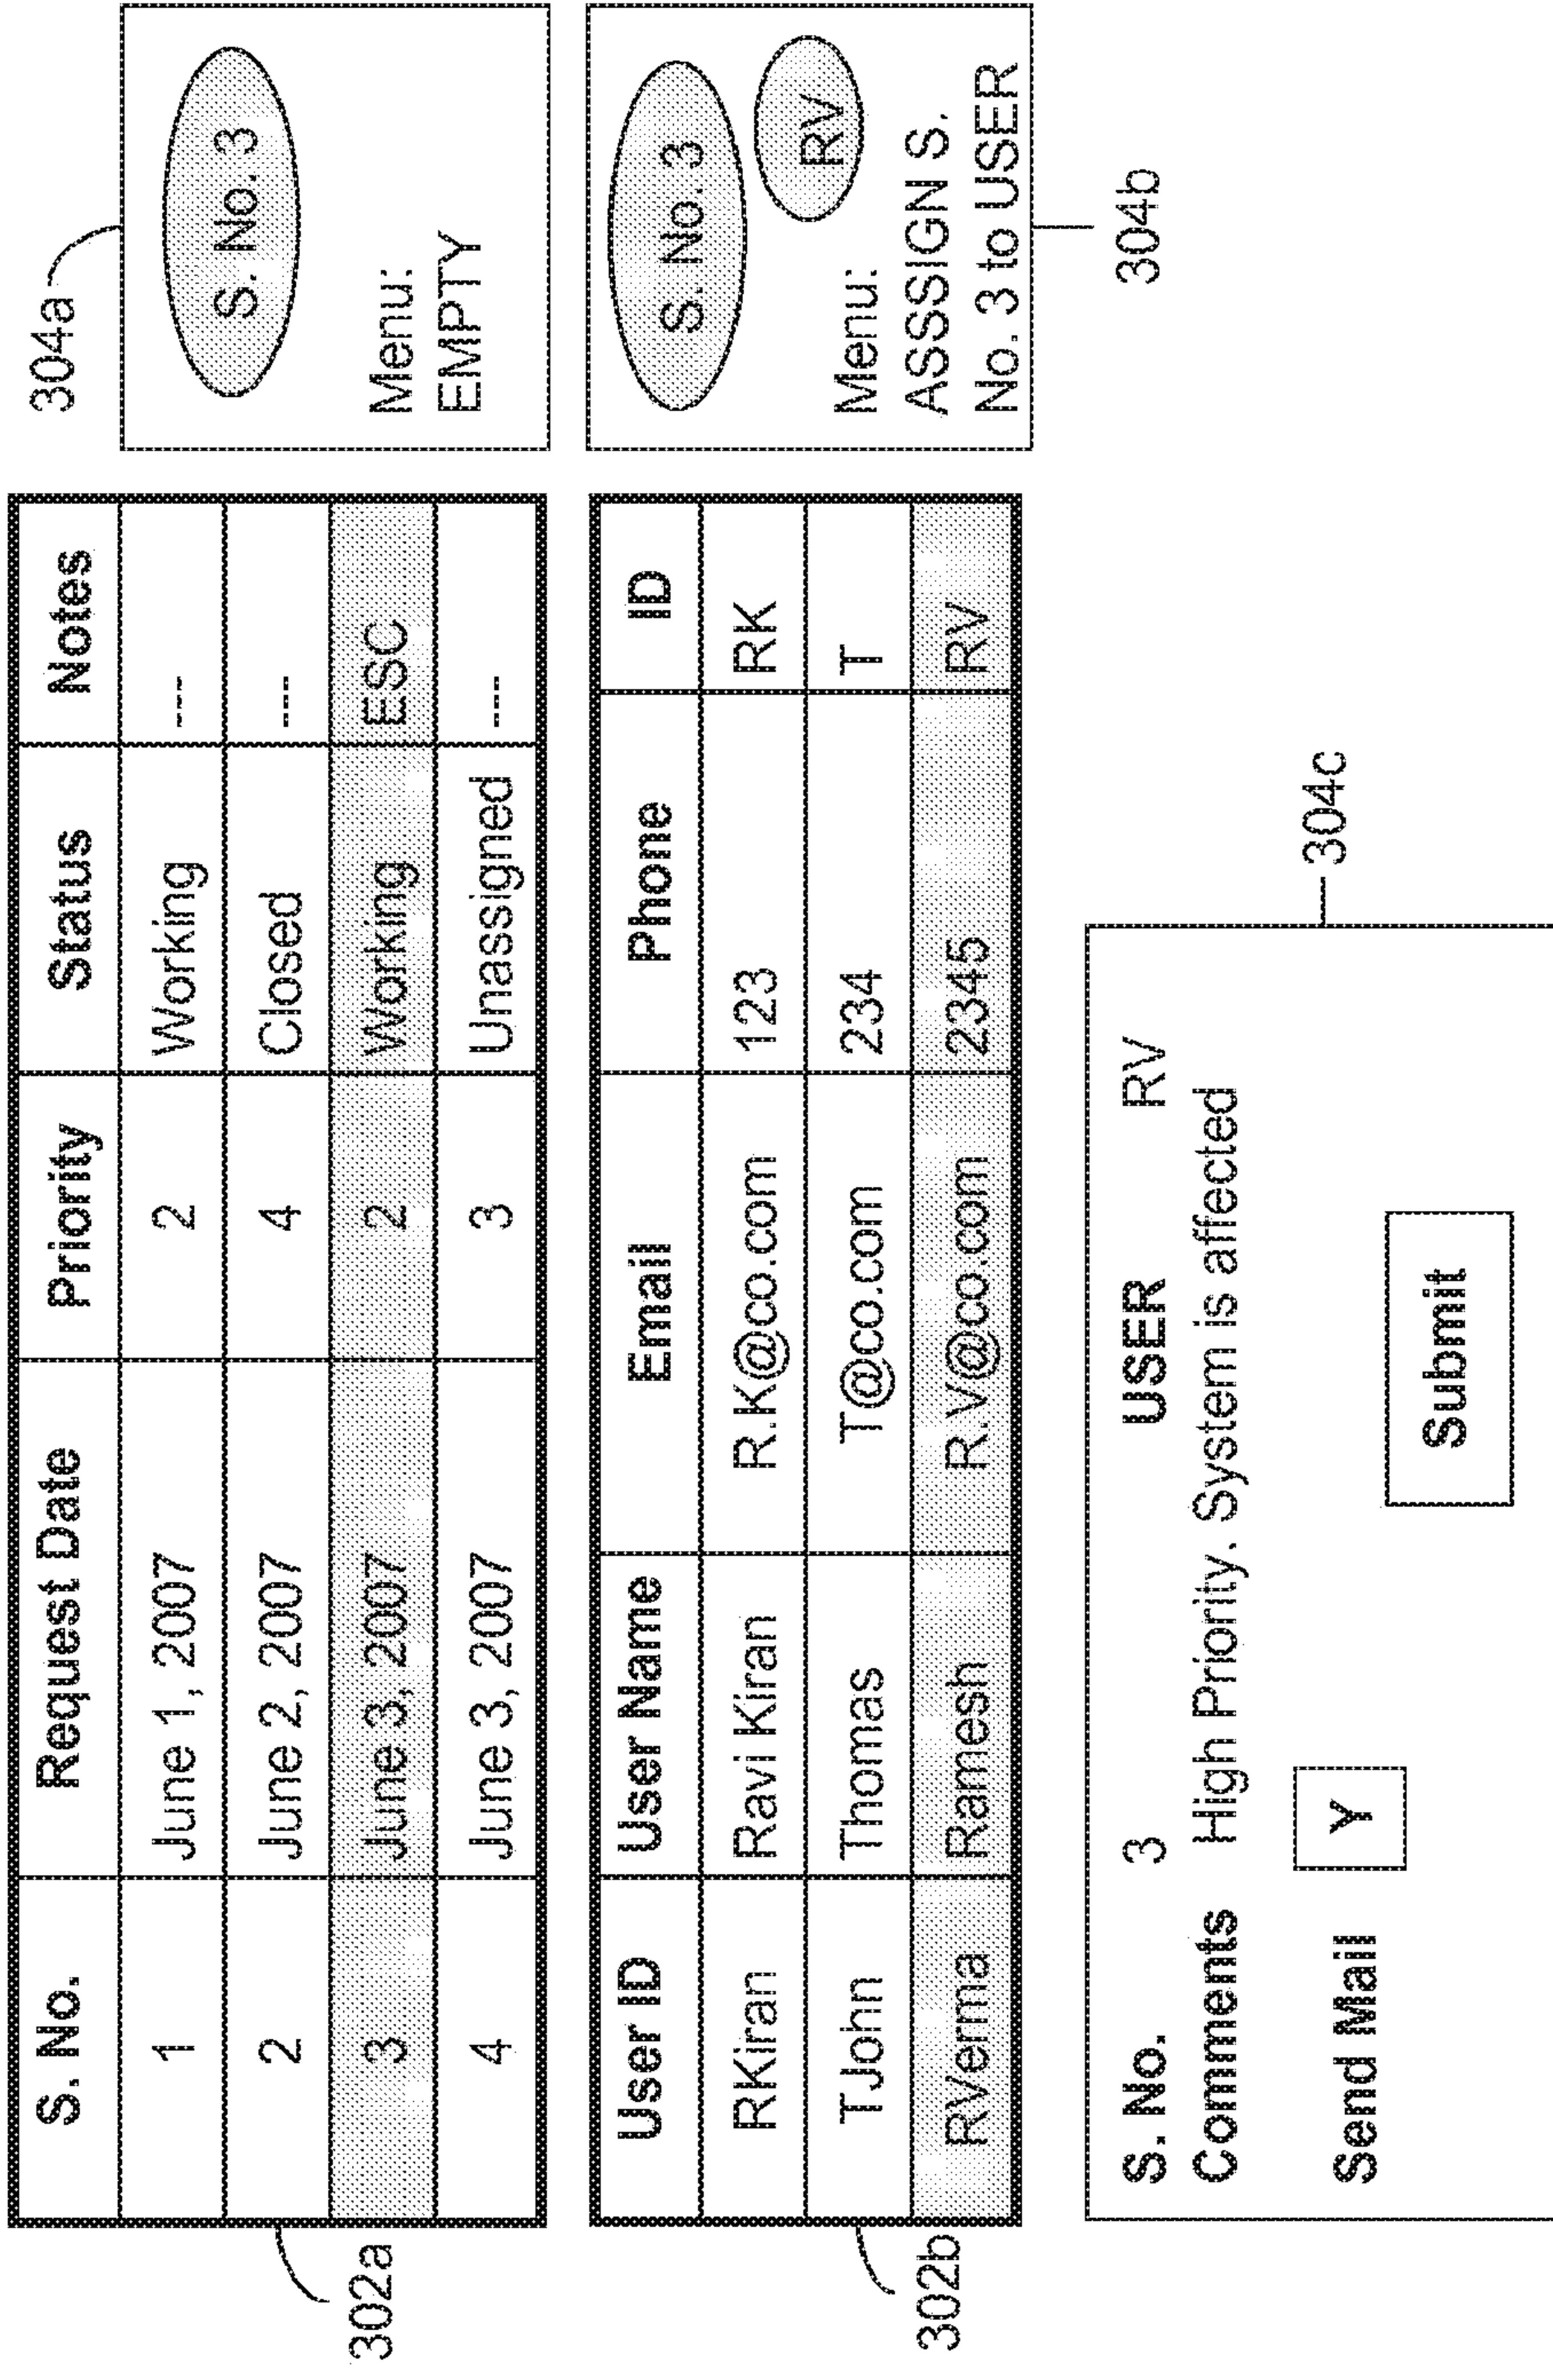 S. No. Request Date Priority Status Notes
1 June 1, 2007 2 Working ---
2 June 2, 2007 4 Closed ----
3 June 3, 2007 2 Working ESC
4 June 3, 2007 3 Unassigned ----
302a
304a
S. No. 3
Menu:
EMPTY
User ID User Name Email Phone ID
RKiran Ravi Kiran R.K@co.com 123 RK
TJohn Thomas T@co.com 234 T
RVerma Ramesh R.V@co.com 2345 RV
302b
S. No. 3
RV
Menu:
ASSSIGN S.
No. 3 to USER
304b
S. No. 3 USER RV
Comments High Priority. System is affected
Send Mail Y
Submit
304c